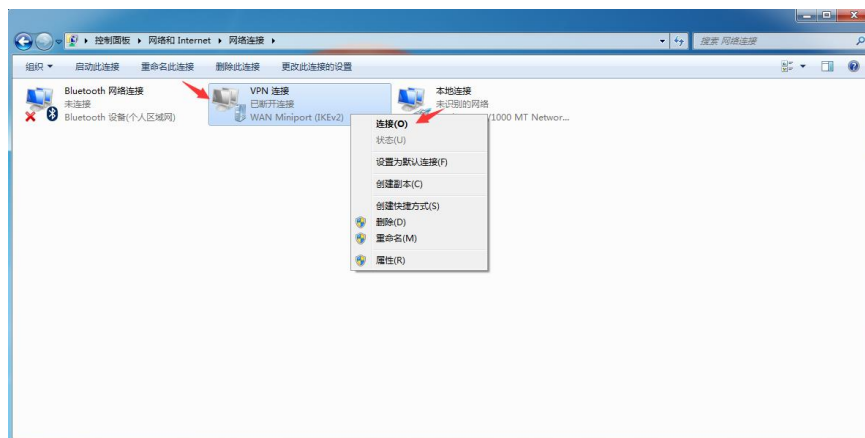 控制面板 ▸ 网络和 Internet ▸ 网络连接 ▸
搜索 网络连接
组织 启动此连接 重命名此连接 删除此连接 更改此连接的设置
Bluetooth 网络连接
未连接
Bluetooth 设备(个人区域网)
VPN 连接
已断开连接
WAN Miniport (IKEv2)
本地连接
未识别的网络
/1000 MT Networ...
连接(O)
状态(U)
设置为默认连接(F)
创建副本(C)
创建快捷方式(S)
删除(D)
重命名(M)
属性(R)